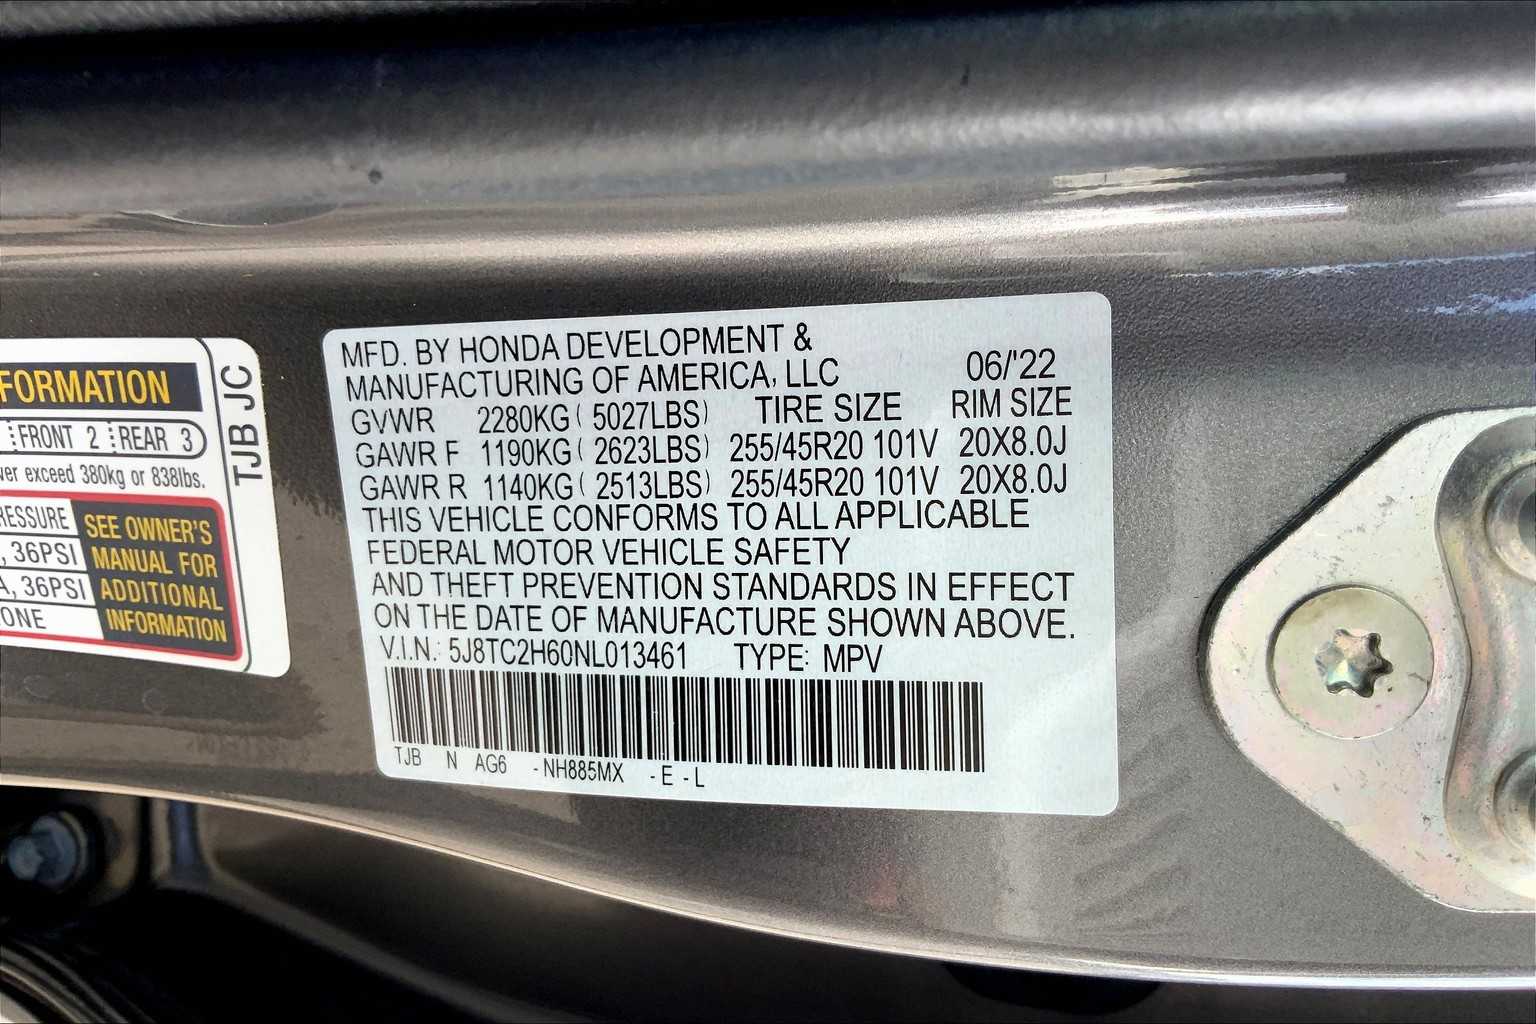 FORMATION
FRONT 2 REAR 3
ver exceed 380kg or 838lbs.
RESSURE
, 36PSI
A, 36PSI
ONE
SEE OWNER'S
MANUAL FOR
ADDITIONAL
INFORMATION
TJB JC
MFD. BY HONDA DEVELOPMENT &
MANUFACTURING OF AMERICA, LLC 06/'22
GVWR 2280KG ( 5027LBS) TIRE SIZE RIM SIZE
GAWR F 1190KG ( 2623LBS) 255/45R20 101V 20X8.0J
GAWR R 1140KG ( 2513LBS) 255/45R20 101V 20X8.0J
THIS VEHICLE CONFORMS TO ALL APPLICABLE
FEDERAL MOTOR VEHICLE SAFETY
AND THEFT PREVENTION STANDARDS IN EFFECT
ON THE DATE OF MANUFACTURE SHOWN ABOVE.
V.I.N.: 5J8TC2H60NL013461 TYPE: MPV
TJB N AG6 -NH885MX -E -L